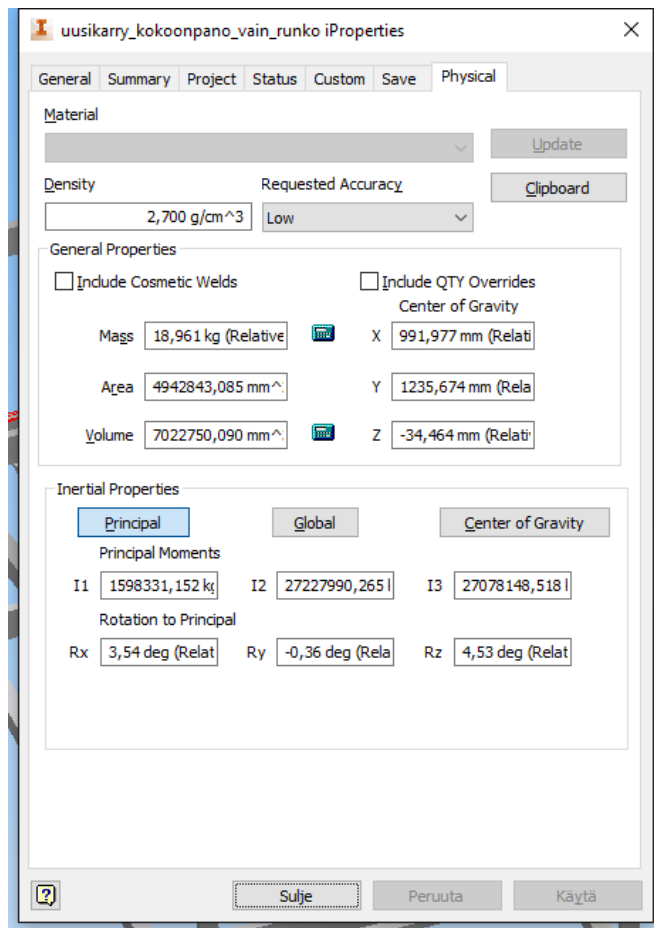 uusikarry_kokoonpano_vain_runko iProperties
General Summary Project Status Custom Save Physical
Material
Update
Density Requested Accuracy Clipboard
2,700 g/cm^3 Low
General Properties
Include Cosmetic Welds Include QTY Overrides
Center of Gravity
Mass 18,961 kg (Relative X 991,977 mm (Relati
Area 4942843,085 mm^ Y 1235,674 mm (Rela
Volume 7022750,090 mm^ Z -34,464 mm (Relati
Inertial Properties
Principal Global Center of Gravity
Principal Moments
I1 1598331,152 kg I2 27227990,265 I3 27078148,518
Rotation to Principal
Rx 3,54 deg (Relat Ry -0,36 deg (Rela Rz 4,53 deg (Relat
Sulje Peruuta Käytä